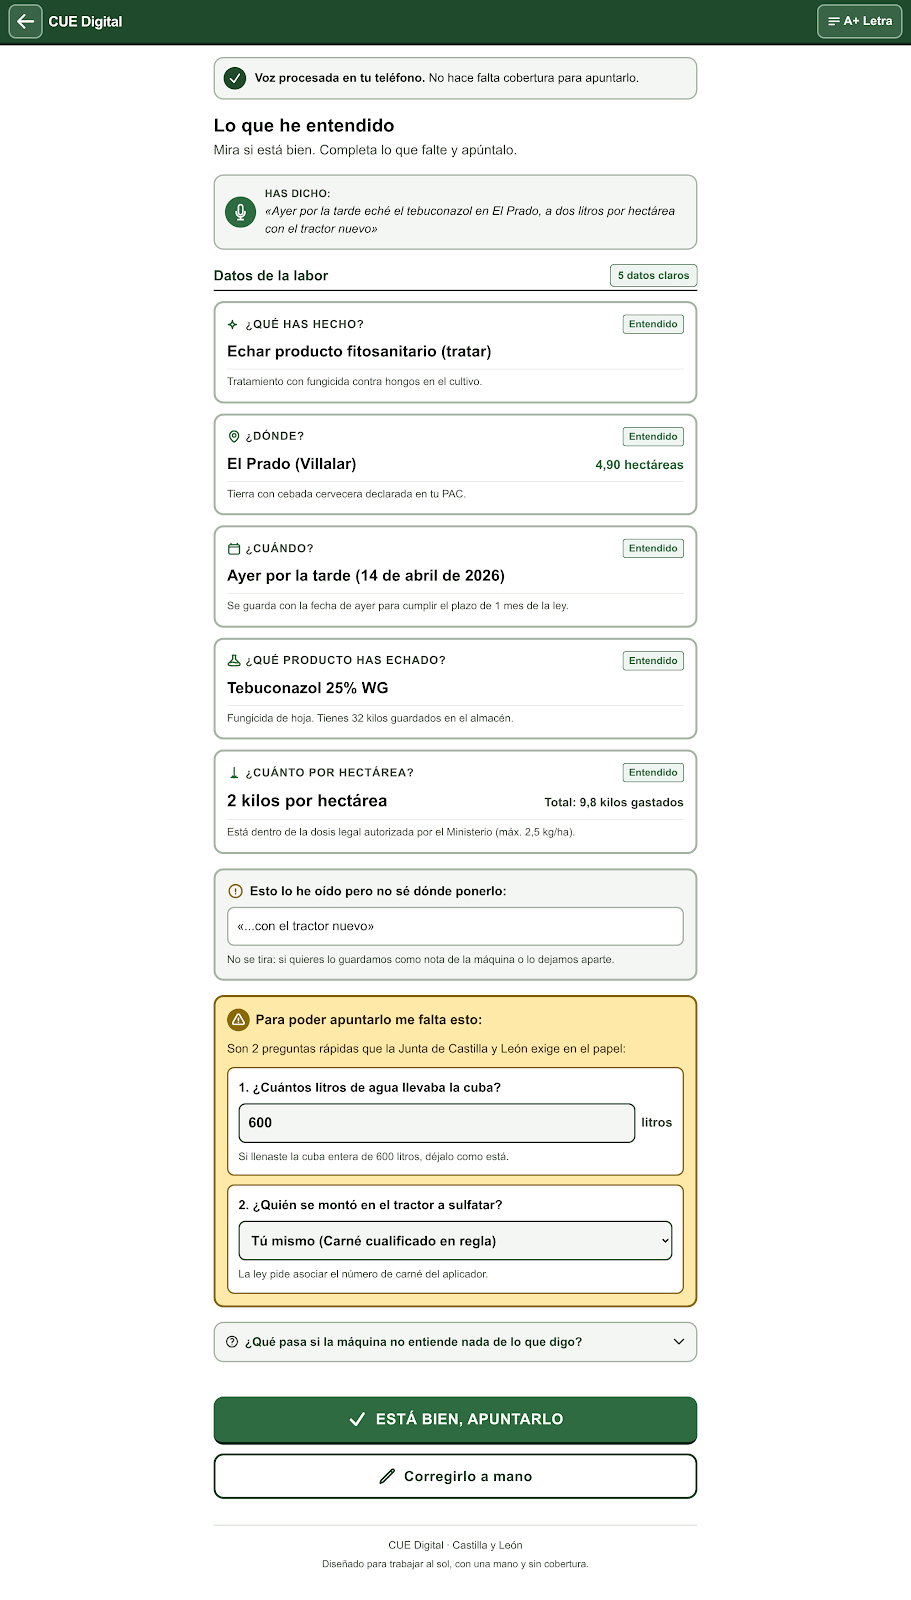 CUE Digital
A+ Letra
Voz procesada en tu teléfono. No hace falta cobertura para apuntarlo.
Lo que he entendido
Mira si está bien. Completa lo que falte y apúntalo.
HAS DICHO:
«Ayer por la tarde eché el tebuconazol en El Prado, a dos litros por hectárea
con el tractor nuevo»
Datos de la labor
5 datos claros
¿QUÉ HAS HECHO?
Entendido
Echar producto fitosanitario (tratar)
Tratamiento con fungicida contra hongos en el cultivo.
¿DÓNDE?
Entendido
El Prado (Villalar)
4,90 hectáreas
Tierra con cebada cervecera declarada en tu PAC.
¿CUÁNDO?
Entendido
Ayer por la tarde (14 de abril de 2026)
Se guarda con la fecha de ayer para cumplir el plazo de 1 mes de la ley.
¿QUÉ PRODUCTO HAS ECHADO?
Entendido
Tebuconazol 25% WG
Fungicida de hoja. Tienes 32 kilos guardados en el almacén.
¿CUÁNTO POR HECTÁREA?
Entendido
2 kilos por hectárea
Total: 9,8 kilos gastados
Está dentro de la dosis legal autorizada por el Ministerio (máx. 2,5 kg/ha).
Esto lo he oído pero no sé dónde ponerlo:
«...con el tractor nuevo»
No se tira: si quieres lo guardamos como nota de la máquina o lo dejamos aparte.
Para poder apuntarlo me falta esto:
Son 2 preguntas rápidas que la Junta de Castilla y León exige en el papel:
1. ¿Cuántos litros de agua llevaba la cuba?
600
litros
Si llenaste la cuba entera de 600 litros, déjalo como está.
2. ¿Quién se montó en el tractor a sulfatar?
Tú mismo (Carné cualificado en regla)
La ley pide asociar el número de carné del aplicador.
¿Qué pasa si la máquina no entiende nada de lo que digo?
ESTÁ BIEN, APUNTARLO
Corregirlo a mano
CUE Digital · Castilla y León
Diseñado para trabajar al sol, con una mano y sin cobertura.